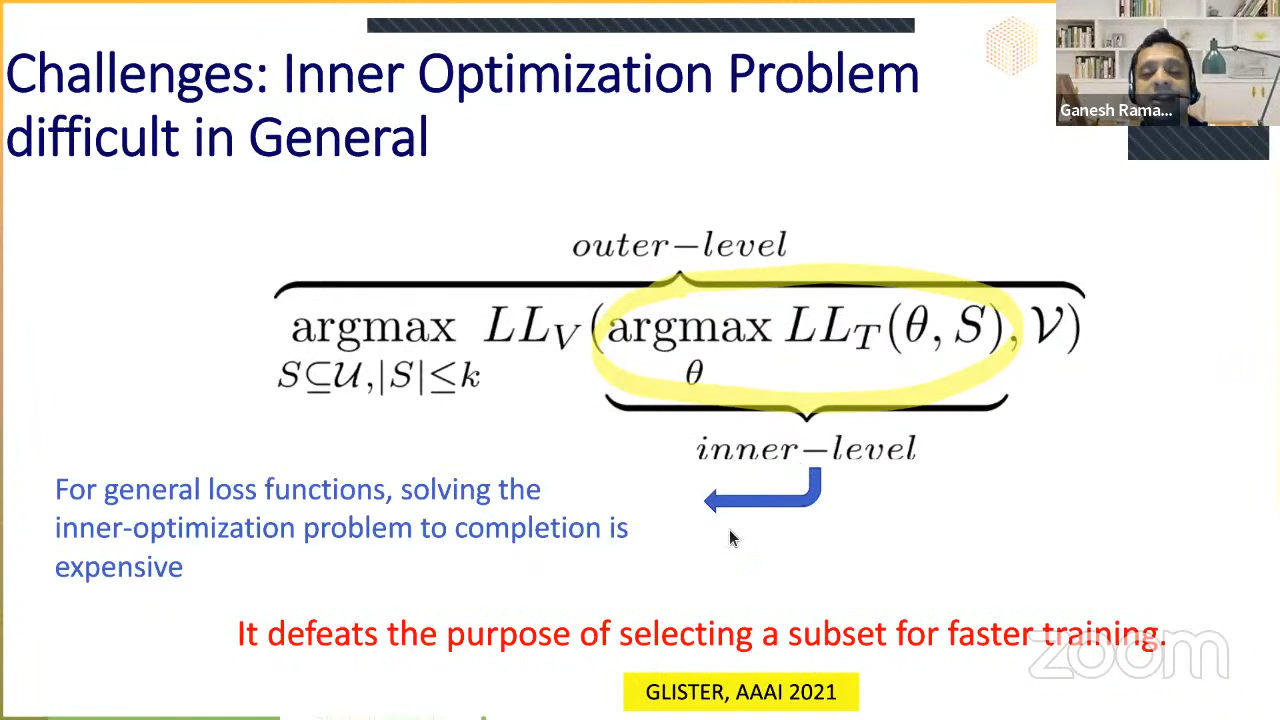 Challenges: Inner Optimization Problem
difficult in General
Ganesh Rama...
outer−level
argmax LL_V(argmax LL_T(θ, S), 𝒱)
S⊆𝒰,|S|≤k θ
inner−level
For general loss functions, solving the
inner-optimization problem to completion is
expensive
It defeats the purpose of selecting a subset for faster training.
zoom
GLISTER, AAAI 2021